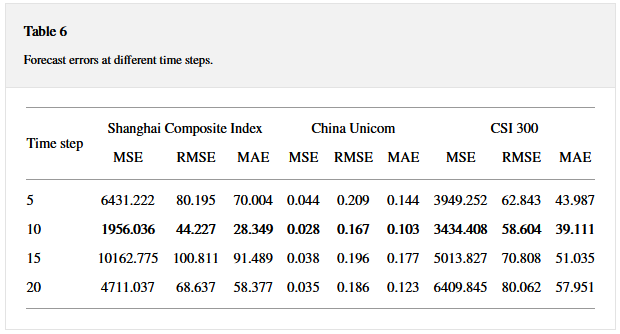 Table 6
Forecast errors at different time steps.
Time step Shanghai Composite Index China Unicom CSI 300
MSE RMSE MAE MSE RMSE MAE MSE RMSE MAE
5 6431.222 80.195 70.004 0.044 0.209 0.144 3949.252 62.843 43.987
10 1956.036 44.227 28.349 0.028 0.167 0.103 3434.408 58.604 39.111
15 10162.775 100.811 91.489 0.038 0.196 0.177 5013.827 70.808 51.035
20 4711.037 68.637 58.377 0.035 0.186 0.123 6409.845 80.062 57.951